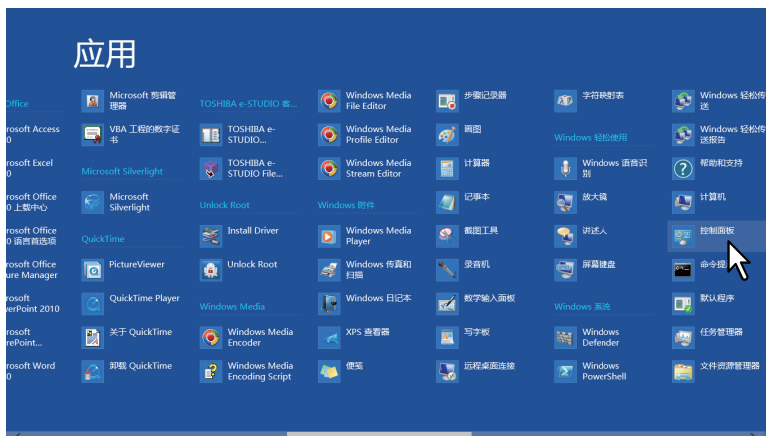 应用
Office
rosoft Access
0
rosoft Excel
0
rosoft Office
0 上载中心
rosoft Office
0 语言首选项
rosoft Office
ure Manager
rosoft
werPoint 2010
rosoft
rePoint...
rosoft Word
0
Microsoft 剪辑管
理器
VBA 工程的数字证
书
Microsoft Silverlight
Microsoft
Silverlight
QuickTime
PictureViewer
QuickTime Player
关于 QuickTime
卸载 QuickTime
TOSHIBA e-STUDIO 客...
TOSHIBA e-
STUDIO...
TOSHIBA e-
STUDIO File...
Unlock Root
Install Driver
Unlock Root
Windows Media
Windows Media
Encoder
Windows Media
Encoding Script
Windows Media
File Editor
Windows Media
Profile Editor
Windows Media
Stream Editor
Windows 附件
Windows Media
Player
Windows 传真和
扫描
Windows 日记本
XPS 查看器
便笺
步骤记录器
画图
计算器
记事本
截图工具
录音机
数学输入面板
写字板
远程桌面连接
字符映射表
Windows 轻松使用
Windows 语音识
别
放大镜
讲述人
屏幕键盘
Windows 系统
Windows
Defender
Windows
PowerShell
Windows 轻松传
送
Windows 轻松传
送报告
帮助和支持
计算机
控制面板
命令提
默认程序
任务管理器
文件资源管理器